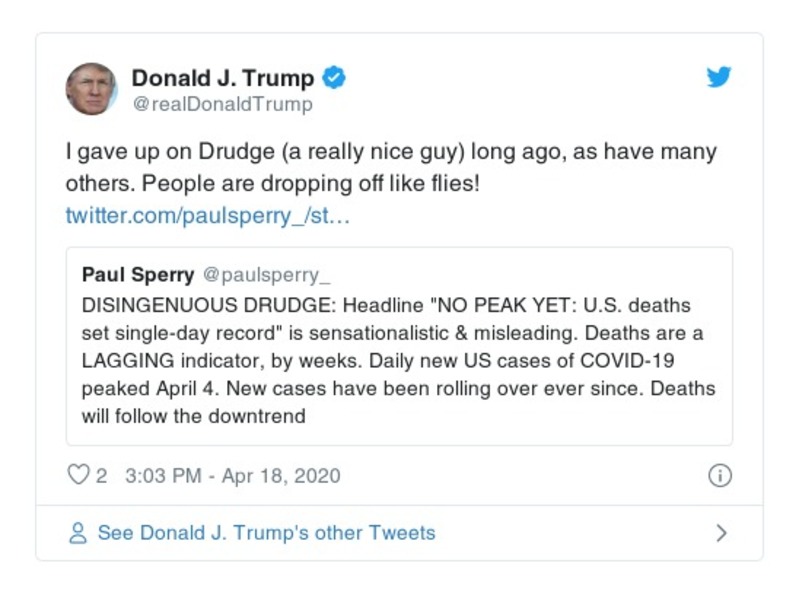 Donald J. Trump
@realDonaldTrump
I gave up on Drudge (a really nice guy) long ago, as have many
others. People are dropping off like flies!
twitter.com/paulsperry_/st…
Paul Sperry @paulsperry_
DISINGENUOUS DRUDGE: Headline "NO PEAK YET: U.S. deaths
set single-day record" is sensationalistic & misleading. Deaths are a
LAGGING indicator, by weeks. Daily new US cases of COVID-19
peaked April 4. New cases have been rolling over ever since. Deaths
will follow the downtrend
2 3:03 PM - Apr 18, 2020
See Donald J. Trump's other Tweets